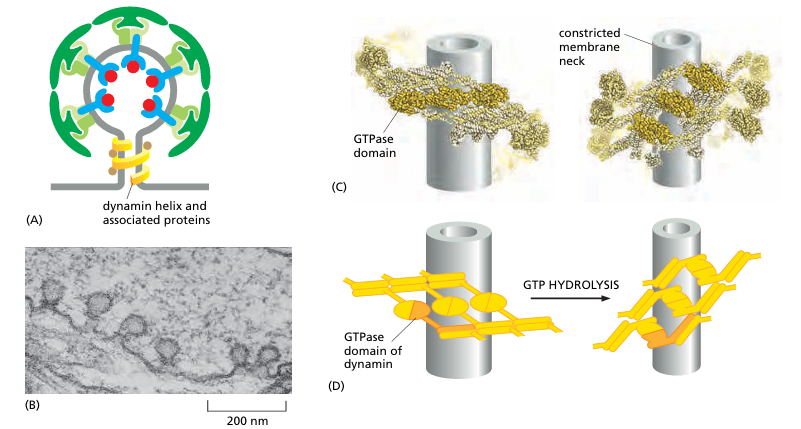 dynamin helix and
associated proteins
(A)
(B)
200 nm
GTPase
domain
constricted
membrane
neck
(C)
GTP HYDROLYSIS
GTPase
domain of
dynamin
(D)